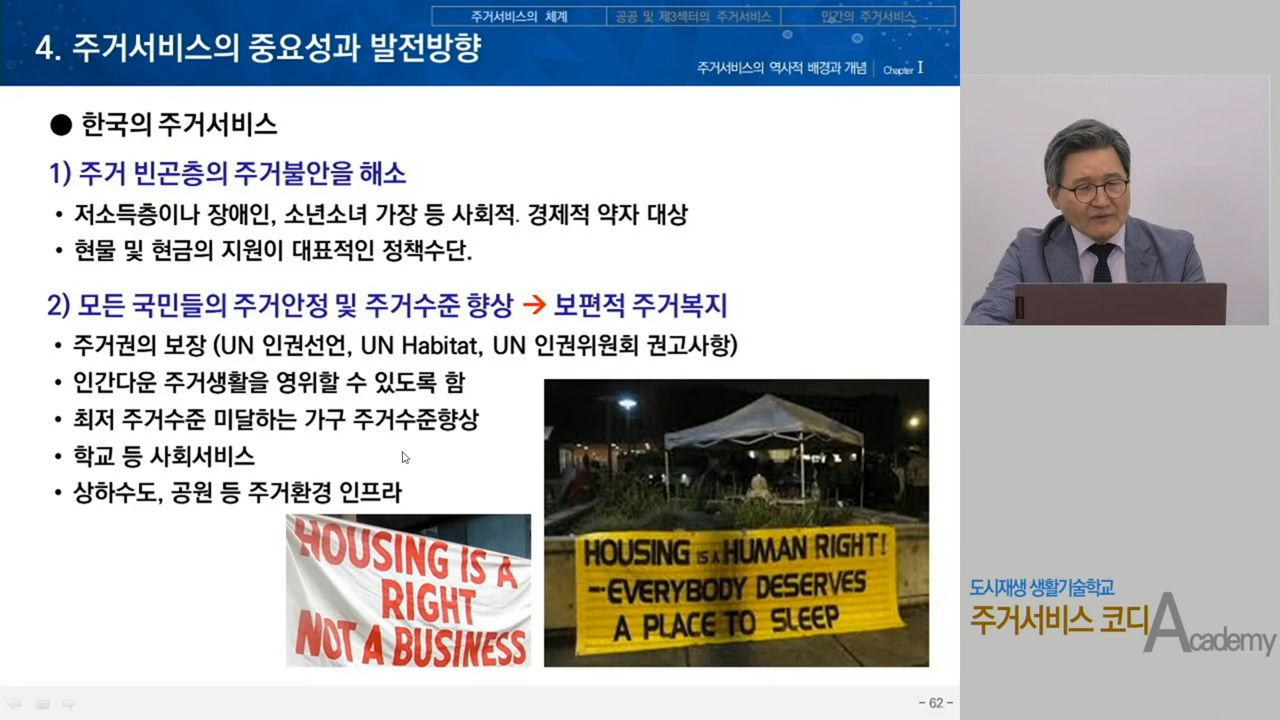 주거서비스의 체계
공공 및 제3섹터의 주거서비스
민간의 주거서비스
4. 주거서비스의 중요성과 발전방향
주거서비스의 역사적 배경과 개념 | Chapter I
● 한국의 주거서비스
1) 주거 빈곤층의 주거불안을 해소
• 저소득층이나 장애인, 소년소녀 가장 등 사회적. 경제적 약자 대상
• 현물 및 현금의 지원이 대표적인 정책수단.
2) 모든 국민들의 주거안정 및 주거수준 향상 → 보편적 주거복지
• 주거권의 보장 (UN 인권선언, UN Habitat, UN 인권위원회 권고사항)
• 인간다운 주거생활을 영위할 수 있도록 함
• 최저 주거수준 미달하는 가구 주거수준향상
• 학교 등 사회서비스
• 상하수도, 공원 등 주거환경 인프라
HOUSING IS A
RIGHT
NOT A BUSINESS
HOUSING IS A HUMAN RIGHT!
-EVERYBODY DESERVES
A PLACE TO SLEEP
도시재생 생활기술학교
주거서비스 코디 Academy
- 62 -